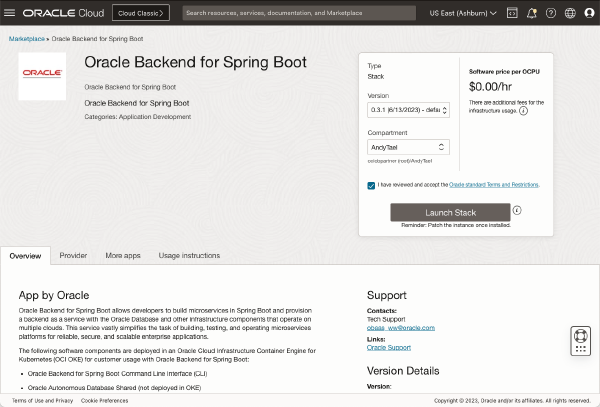 ORACLE Cloud
Cloud Classic >
Search resources, services, documentation, and Marketplace
US East (Ashburn)
Marketplace » Oracle Backend for Spring Boot
ORACLE
Oracle Backend for Spring Boot
Oracle Backend for Spring Boot
Oracle Backend for Spring Boot
Categories: Application Development
Type
Stack
Version
0.3.1 (6/13/2023) - defau
Compartment
AndyTael
(root)/AndyTael
Software price per OCPU
$0.00/hr
There are additional fees for the
infrastructure usage.
I have reviewed and accept the Oracle standard Terms and Restrictions.
Launch Stack
Reminder: Patch the instance once installed.
Overview
Provider
More apps
Usage instructions
App by Oracle
Oracle Backend for Spring Boot allows developers to build microservices in Spring Boot and provision
a backend as a service with the Oracle Database and other infrastructure components that operate on
multiple clouds. This service vastly simplifies the task of building, testing, and operating microservices
platforms for reliable, secure, and scalable enterprise applications.
The following software components are deployed in an Oracle Cloud Infrastructure Container Engine for
Kubernetes (OCI OKE) for customer usage with Oracle Backend for Spring Boot:
• Oracle Backend for Spring Boot Command Line Interface (CLI)
• Oracle Autonomous Database Shared (not deployed in OKE)
Support
Contacts:
Tech Support
obaas_ww@oracle.com
Links:
Oracle Support
Version Details
Version:
Terms of Use and Privacy
Cookie Preferences
Copyright © 2023, Oracle and/or its affiliates. All rights reserved.